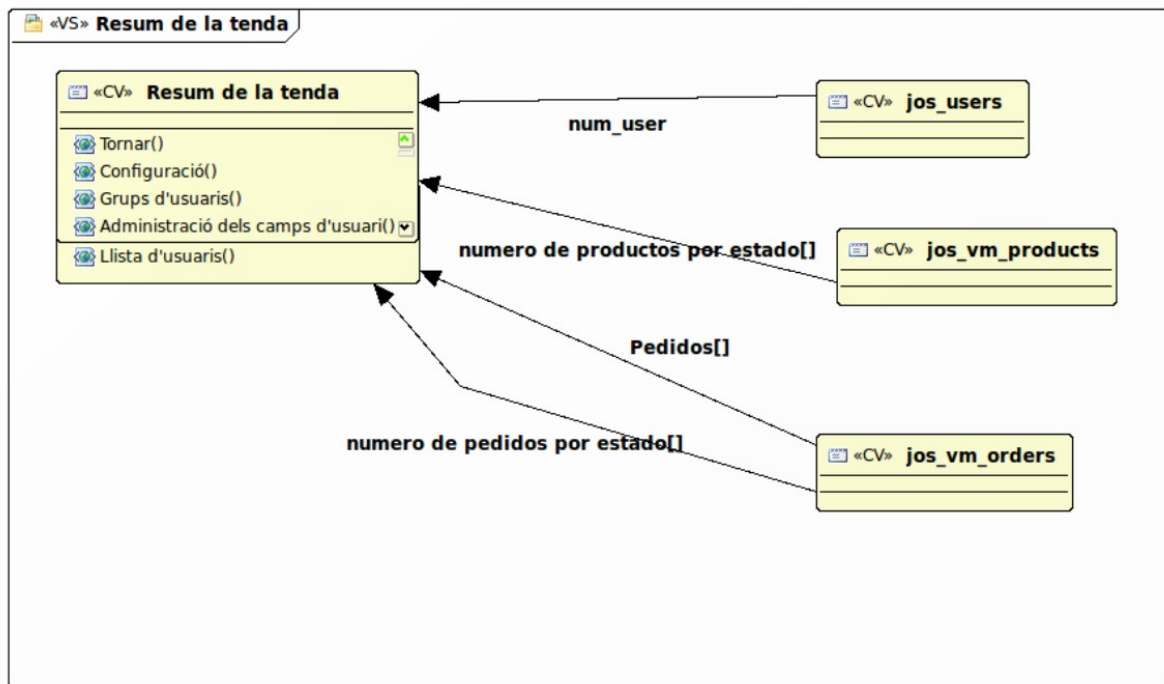 «VS» Resum de la tenda
«CV» Resum de la tenda
Tornar()
Configuració()
Grups d'usuaris()
Administració dels camps d'usuari()
Llista d'usuaris()
num_user
«CV» jos_users
numero de productos por estado[]
«CV» jos_vm_products
Pedidos[]
numero de pedidos por estado[]
«CV» jos_vm_orders